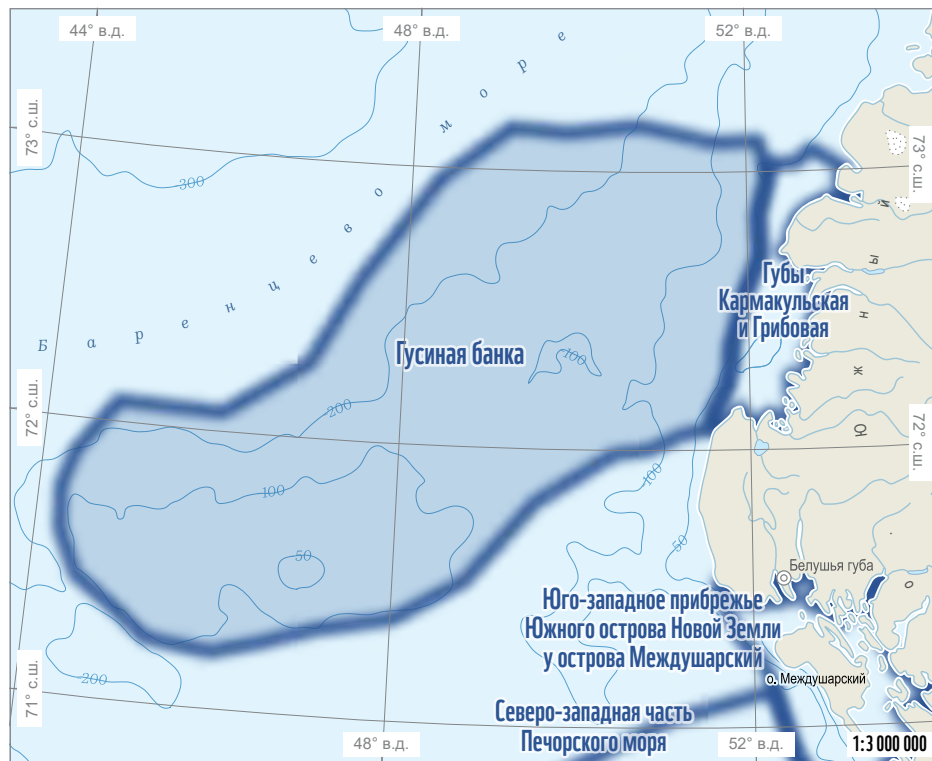 44° в.д.
48° в.д.
52° в.д.
73° с.ш.
73° с.ш.
Баренцево море
300
Губы
Кармакульская
и Грибовая
Гусиная банка
100
200
72° с.ш.
72° с.ш.
100
100
50
50
Ю ж н ы й
о
Белушья губа
Юго-западное прибрежье
Южного острова Новой Земли
у острова Междушарский
о. Междушарский
200
71° с.ш.
Северо-западная часть
Печорского моря
48° в.д.
52° в.д.
1:3 000 000